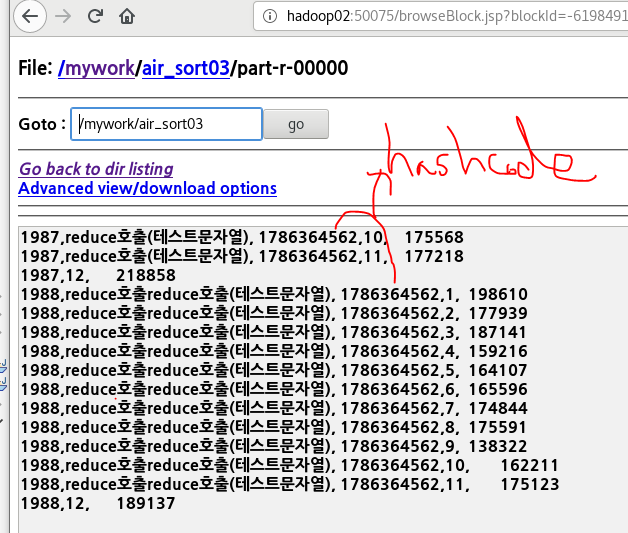 hadoop02:50075/browseBlock.jsp?blockId=-6198491
File: /mywork/air_sort03/part-r-00000
Goto : /mywork/air_sort03 go
hashcode
Go back to dir listing
Advanced view/download options
1987,reduce호출(테스트문자열), 1786364562,10, 175568
1987,reduce호출(테스트문자열), 1786364562,11, 177218
1987,12, 218858
1988,reduce호출reduce호출(테스트문자열), 1786364562,1, 198610
1988,reduce호출reduce호출(테스트문자열), 1786364562,2, 177939
1988,reduce호출reduce호출(테스트문자열), 1786364562,3, 187141
1988,reduce호출reduce호출(테스트문자열), 1786364562,4, 159216
1988,reduce호출reduce호출(테스트문자열), 1786364562,5, 164107
1988,reduce호출reduce호출(테스트문자열), 1786364562,6, 165596
1988,reduce호출reduce호출(테스트문자열), 1786364562,7, 174844
1988,reduce호출reduce호출(테스트문자열), 1786364562,8, 175591
1988,reduce호출reduce호출(테스트문자열), 1786364562,9, 138322
1988,reduce호출reduce호출(테스트문자열), 1786364562,10, 162211
1988,reduce호출reduce호출(테스트문자열), 1786364562,11, 175123
1988,12, 189137